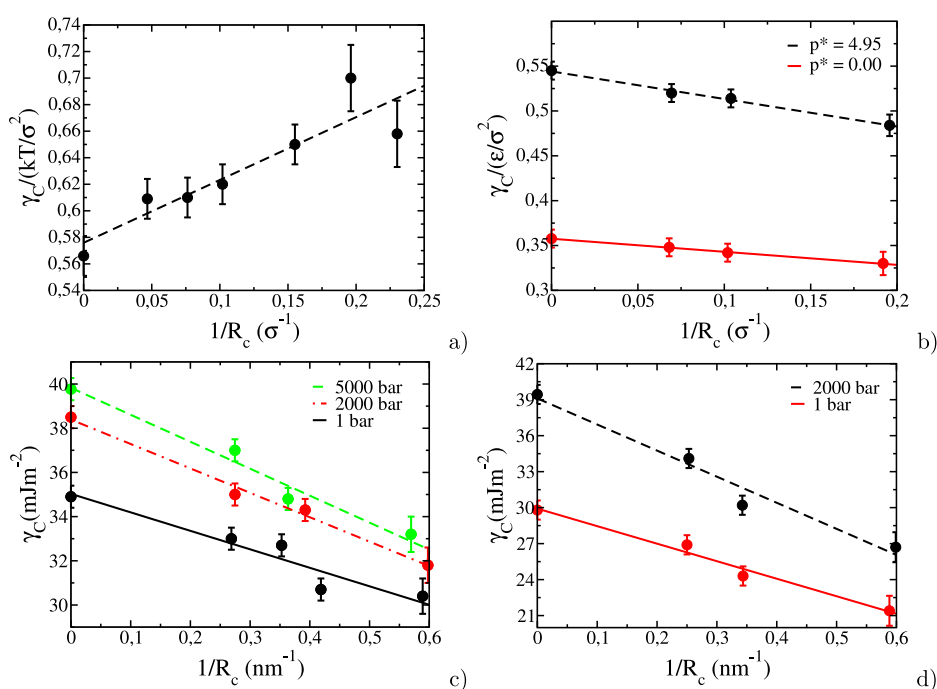 0,74
0,72
0,7
0,68
0,66
0,64
0,62
0,6
0,58
0,56
0,54
γC/(kT/σ²)
0 0,05 0,1 0,15 0,2 0,25
1/Rc (σ⁻¹)
a)
p* = 4.95
p* = 0.00
0,55
0,5
0,45
0,4
0,35
0,3
γC/(ε/σ²)
0 0,05 0,1 0,15 0,2
1/Rc (σ⁻¹)
b)
5000 bar
2000 bar
1 bar
40
38
36
34
32
30
γC(mJm⁻²)
0 0,1 0,2 0,3 0,4 0,5 0,6
1/Rc (nm⁻¹)
c)
2000 bar
1 bar
42
39
36
33
30
27
24
21
γC(mJm⁻²)
0 0,1 0,2 0,3 0,4 0,5 0,6
1/Rc (nm⁻¹)
d)